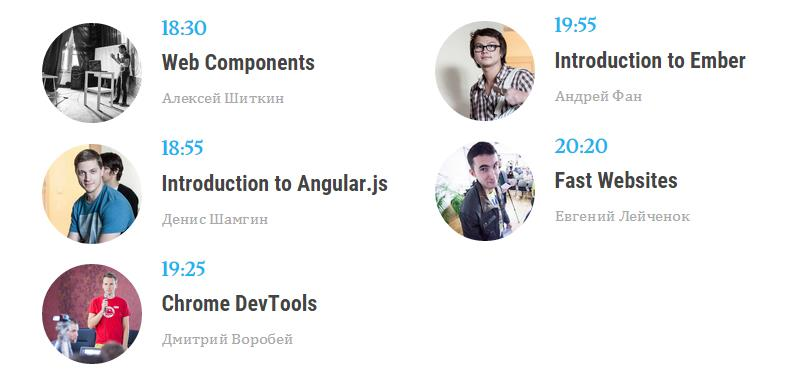 18:30
Web Components
Алексей Шиткин
18:55
Introduction to Angular.js
Денис Шамгин
19:25
Chrome DevTools
Дмитрий Воробей
19:55
Introduction to Ember
Андрей Фан
20:20
Fast Websites
Евгений Лейченок